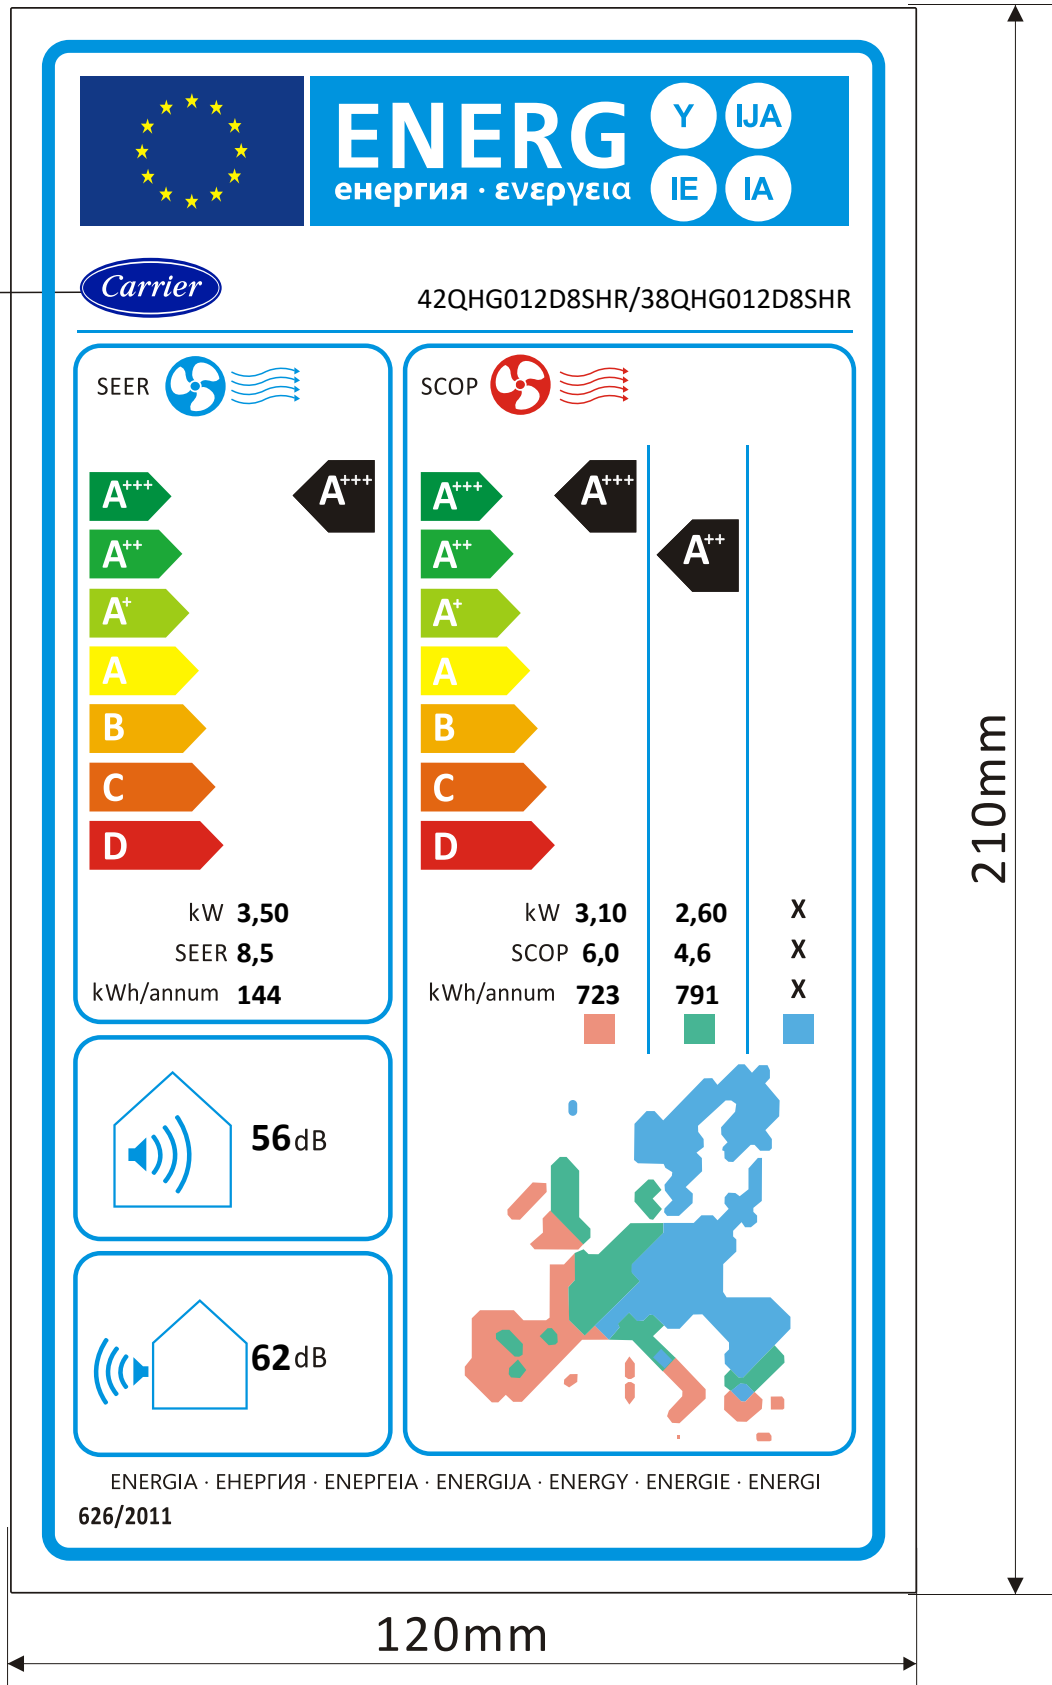 ENERG Y IJA
енергия · ενεργεια IE IA
Carrier
42QHG012D8SHR/38QHG012D8SHR
SEER
A+++
A+++
A++
A+
A
B
C
D
kW 3,50
SEER 8,5
kWh/annum 144
SCOP
A+++
A+++
A++
A++
A+
A
B
C
D
kW 3,10 2,60 X
SCOP 6,0 4,6 X
kWh/annum 723 791 X
56dB
62dB
ENERGIA · ЕНЕРГИЯ · ΕΝΕΡΓΕΙΑ · ENERGIJA · ENERGY · ENERGIE · ENERGI
626/2011
210mm
120mm